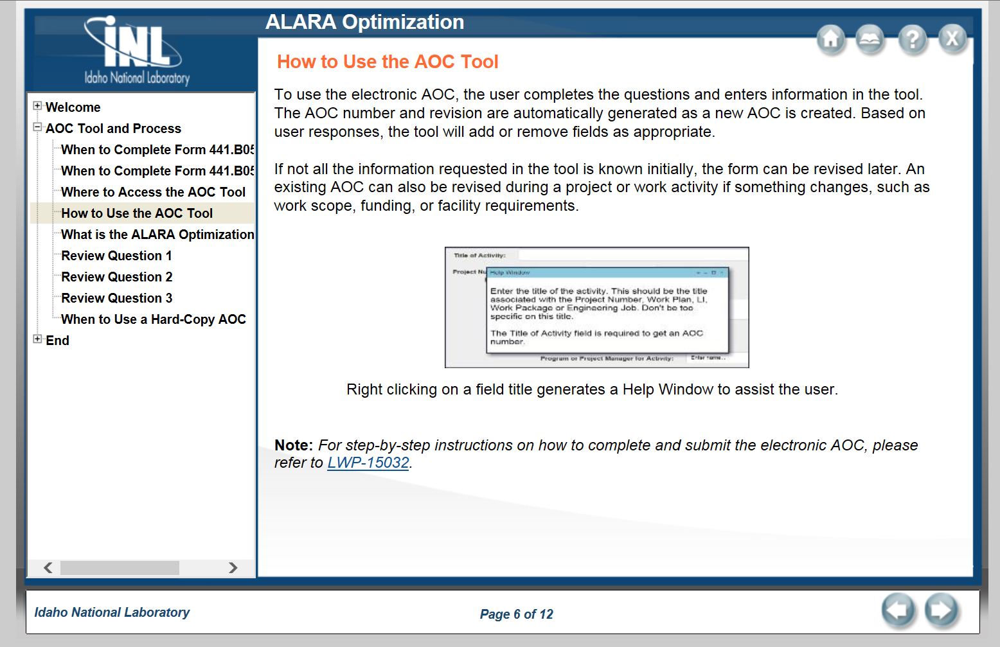 ALARA Optimization
iNL
Idaho National Laboratory
?
X
Welcome
AOC Tool and Process
When to Complete Form 441.B05
When to Complete Form 441.B05
Where to Access the AOC Tool
How to Use the AOC Tool
What is the ALARA Optimization
Review Question 1
Review Question 2
Review Question 3
When to Use a Hard-Copy AOC
End
How to Use the AOC Tool
To use the electronic AOC, the user completes the questions and enters information in the tool.
The AOC number and revision are automatically generated as a new AOC is created. Based on
user responses, the tool will add or remove fields as appropriate.
If not all the information requested in the tool is known initially, the form can be revised later. An
existing AOC can also be revised during a project or work activity if something changes, such as
work scope, funding, or facility requirements.
Title of Activity:
Project Nu
Help Window
Enter the title of the activity. This should be the title
associated with the Project Number, Work Plan, LI,
Work Package or Engineering Job. Don't be too
specific on this title.
The Title of Activity field is required to get an AOC
number.
Program or Project Manager for Activity: Enter name...
Right clicking on a field title generates a Help Window to assist the user.
Note: For step-by-step instructions on how to complete and submit the electronic AOC, please
refer to LWP-15032.
Idaho National Laboratory
Page 6 of 12